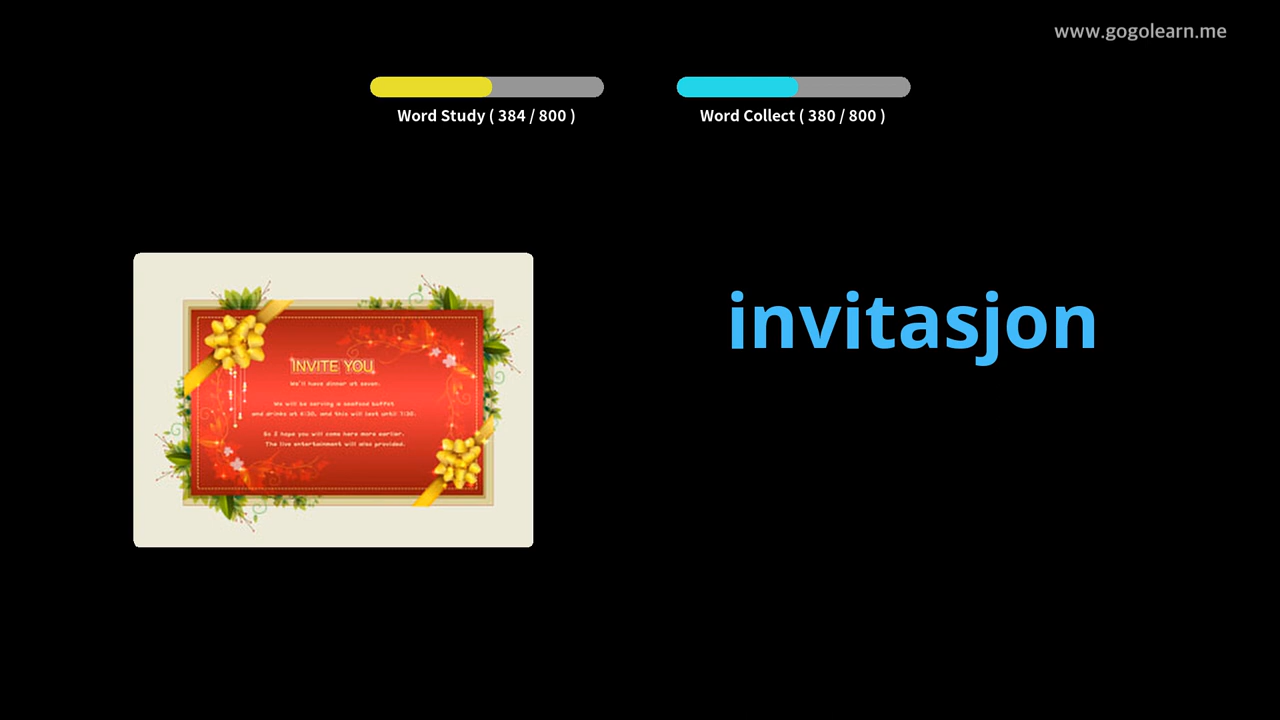 www.gogolearn.me
Word Study ( 384 / 800 )
Word Collect ( 380 / 800 )
invitasjon
INVITE YOU
We'll have dinner at seven.
We will be serving a seafood buffet
and drinks at 6:30, and this will last until 7:30.
So I hope you will come here more earlier.
The live entertainment will also provided.